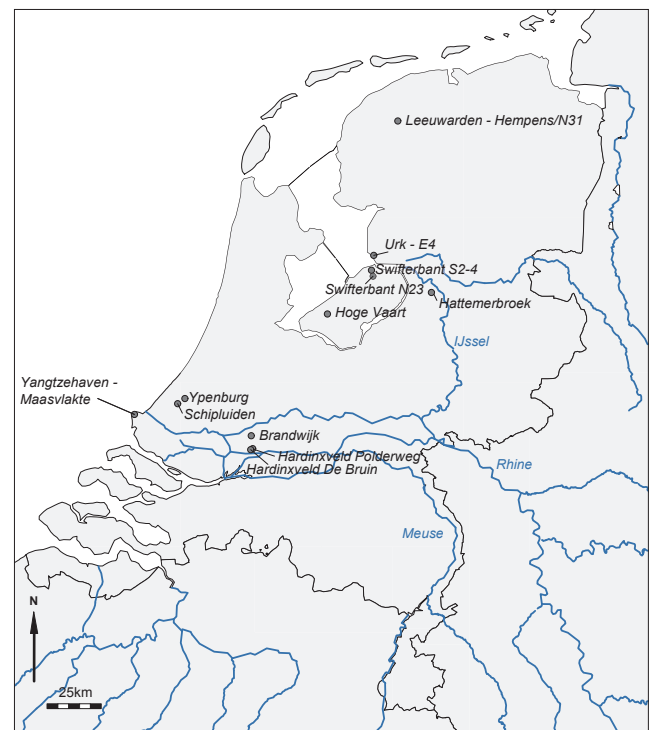 Leeuwarden - Hempens/N31
Urk - E4
Swifterbant S2-4
Swifterbant N23
Hattemerbroek
Hoge Vaart
IJssel
Yangtzehaven -
Maasvlakte
Ypenburg
Schipluiden
Brandwijk
Hardinxveld Polderweg
Hardinxveld De Bruin
Rhine
Meuse
N
25km